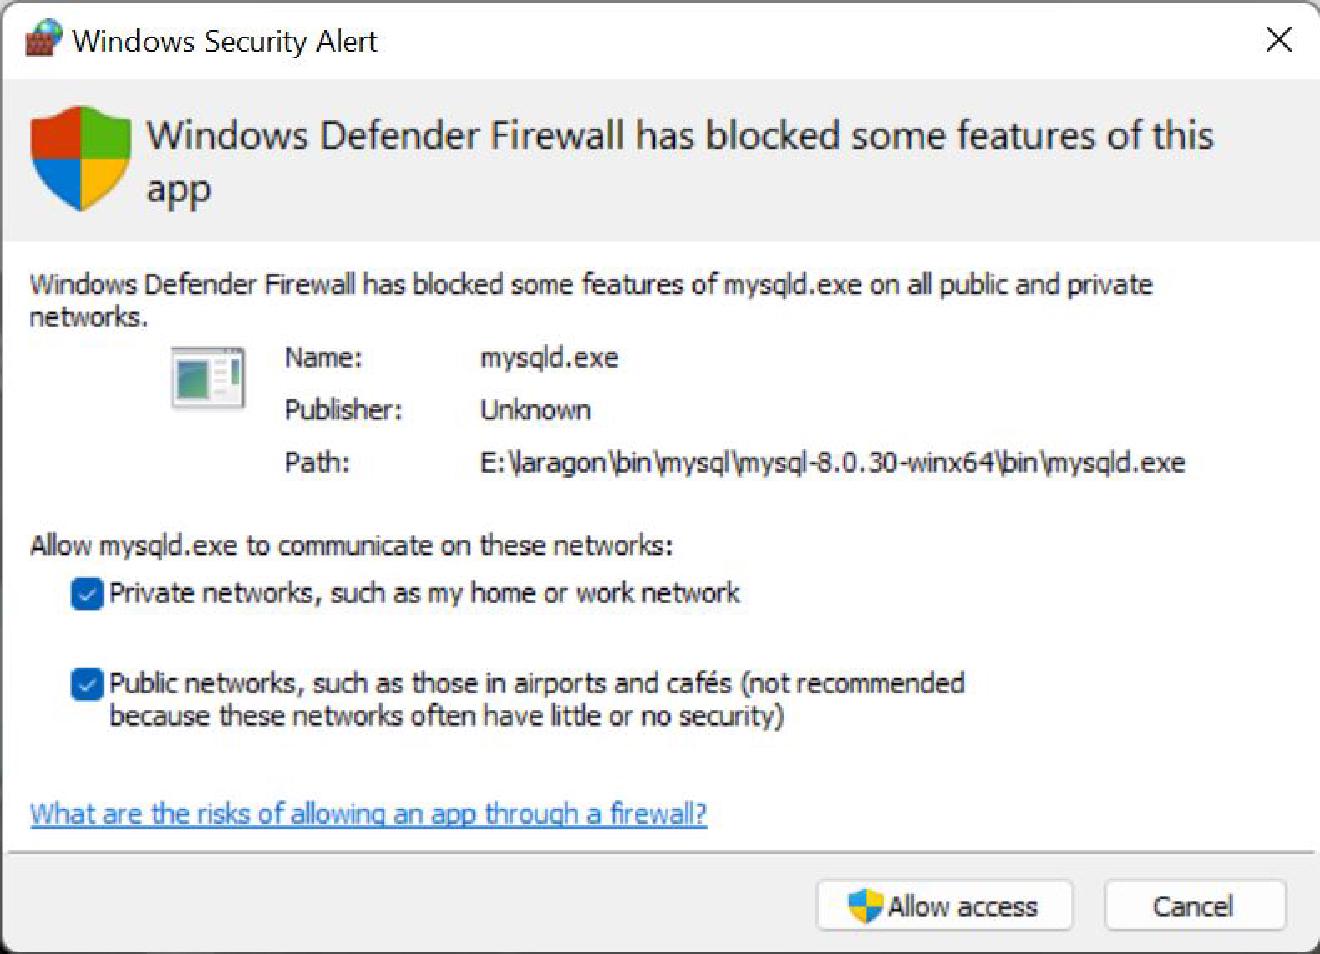 Windows Security Alert
Windows Defender Firewall has blocked some features of this
app
Windows Defender Firewall has blocked some features of mysqld.exe on all public and private
networks.
Name: mysqld.exe
Publisher: Unknown
Path: E:\laragon\bin\mysql\mysql-8.0.30-winx64\bin\mysqld.exe
Allow mysqld.exe to communicate on these networks:
Private networks, such as my home or work network
Public networks, such as those in airports and cafés (not recommended
because these networks often have little or no security)
What are the risks of allowing an app through a firewall?
Allow access
Cancel